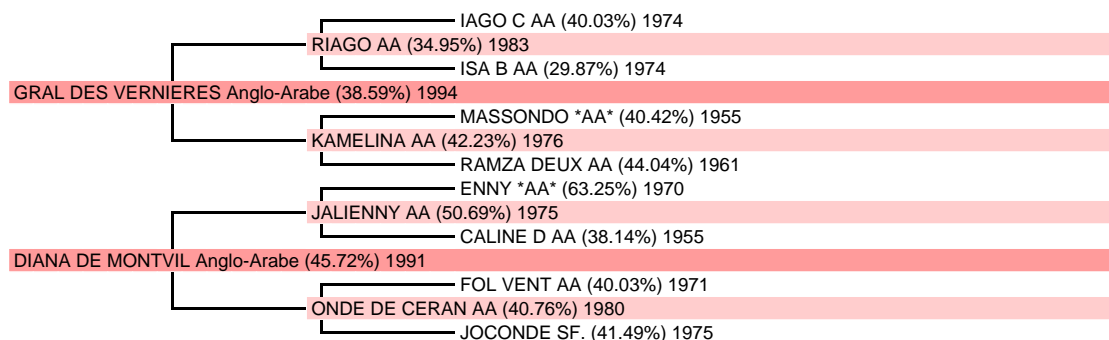 IAGO C AA (40.03%) 1974
RIAGO AA (34.95%) 1983
ISA B AA (29.87%) 1974
GRAL DES VERNIERES Anglo-Arabe (38.59%) 1994
MASSONDO *AA* (40.42%) 1955
KAMELINA AA (42.23%) 1976
RAMZA DEUX AA (44.04%) 1961
ENNY *AA* (63.25%) 1970
JALIENNY AA (50.69%) 1975
CALINE D AA (38.14%) 1955
DIANA DE MONTVIL Anglo-Arabe (45.72%) 1991
FOL VENT AA (40.03%) 1971
ONDE DE CERAN AA (40.76%) 1980
JOCONDE SF. (41.49%) 1975